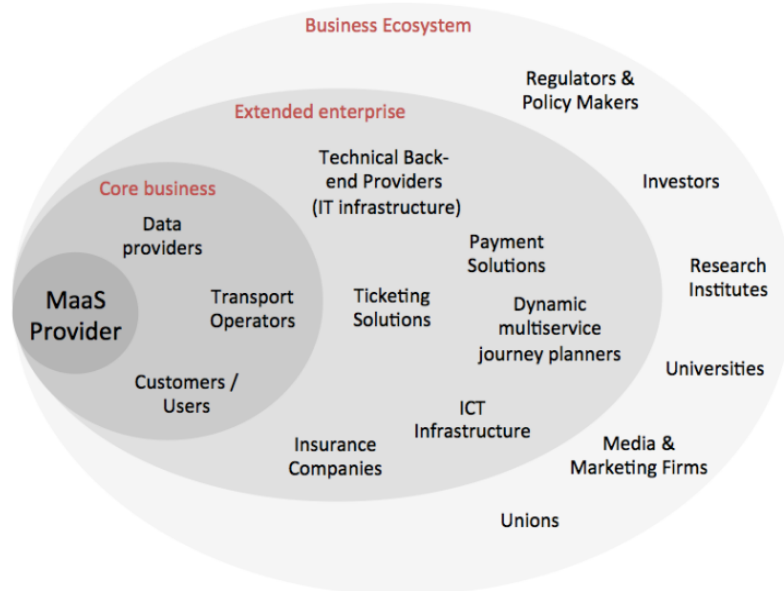 Business Ecosystem
Regulators &
Policy Makers
Extended enterprise
Technical Back-
end Providers
(IT infrastructure)
Investors
Core business
Data
providers
Payment
Solutions
Research
Institutes
MaaS
Provider
Transport
Operators
Ticketing
Solutions
Dynamic
multiservice
journey planners
Universities
Customers /
Users
ICT
Infrastructure
Insurance
Companies
Media &
Marketing Firms
Unions